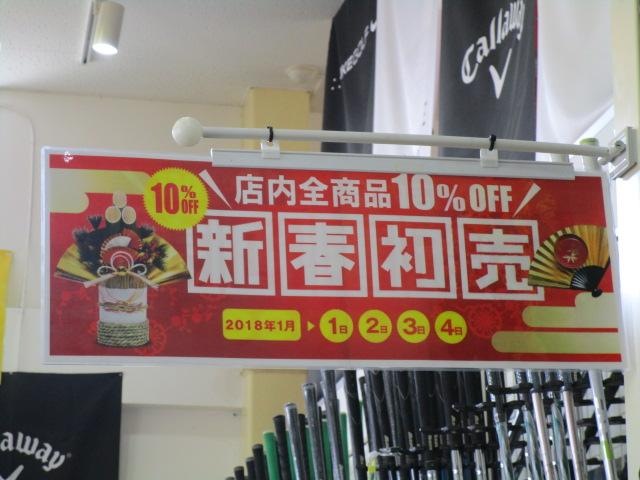 Callaway
10%
OFF
店内全商品10%OFF
新春初売
2018年1月 ▶ 1日 2日 3日 4日
allaway